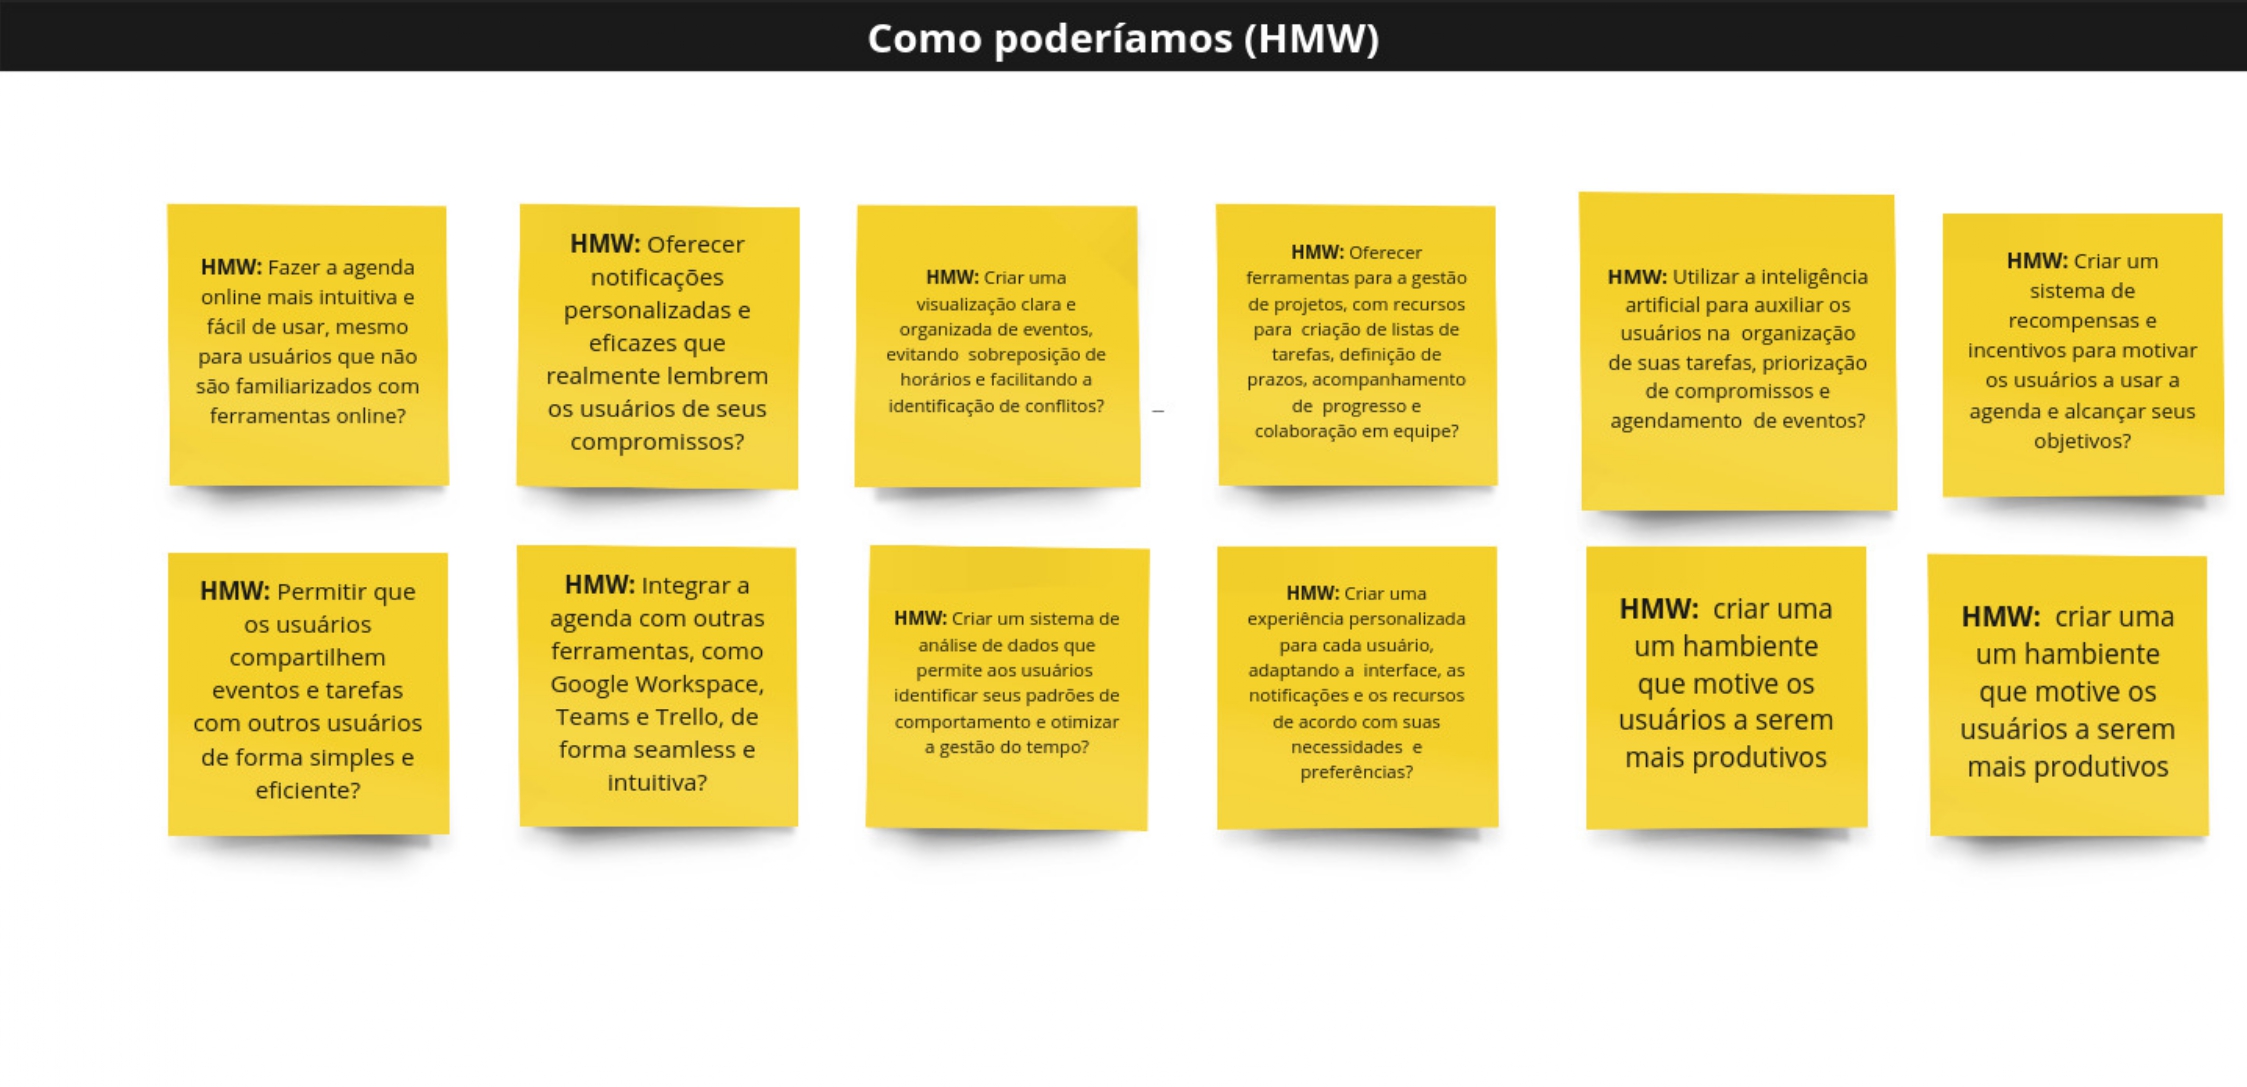 Como poderíamos (HMW)
HMW: Fazer a agenda
online mais intuitiva e
fácil de usar, mesmo
para usuários que não
são familiarizados com
ferramentas online?
HMW: Oferecer
notificações
personalizadas e
eficazes que
realmente lembrem
os usuários de seus
compromissos?
HMW: Criar uma
visualização clara e
organizada de eventos,
evitando  sobreposição de
horários e facilitando a
identificação de conflitos?
HMW: Oferecer
ferramentas para a gestão
de projetos, com recursos
para  criação de listas de
tarefas, definição de
prazos, acompanhamento
de  progresso e
colaboração em equipe?
HMW: Utilizar a inteligência
artificial para auxiliar os
usuários na  organização
de suas tarefas, priorização
de compromissos e
agendamento  de eventos?
HMW: Criar um
sistema de
recompensas e
incentivos para motivar
os usuários a usar a
agenda e alcançar seus
objetivos?
HMW: Permitir que
os usuários
compartilhem
eventos e tarefas
com outros usuários
de forma simples e
eficiente?
HMW: Integrar a
agenda com outras
ferramentas, como
Google Workspace,
Teams e Trello, de
forma seamless e
intuitiva?
HMW: Criar um sistema de
análise de dados que
permite aos usuários
identificar seus padrões de
comportamento e otimizar
a gestão do tempo?
HMW: Criar uma
experiência personalizada
para cada usuário,
adaptando a  interface, as
notificações e os recursos
de acordo com suas
necessidades  e
preferências?
HMW:  criar uma
um hambiente
que motive os
usuários a serem
mais produtivos
HMW:  criar uma
um hambiente
que motive os
usuários a serem
mais produtivos